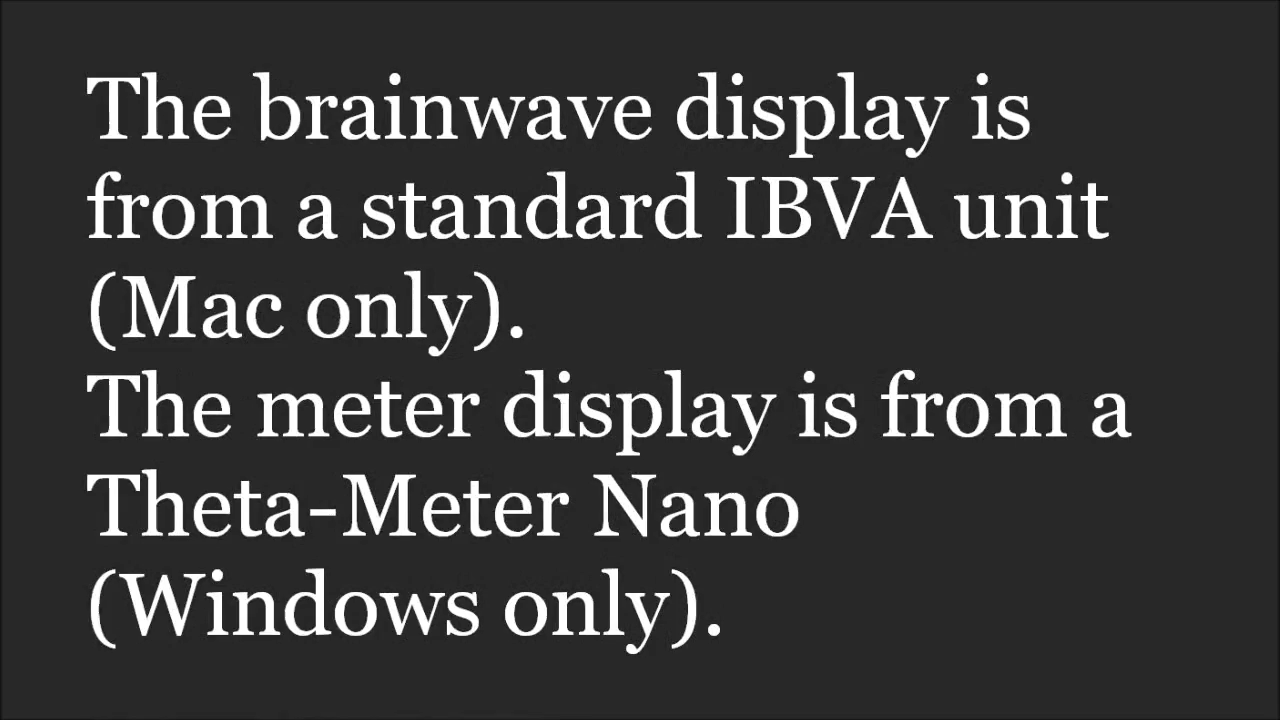 The brainwave display is
from a standard IBVA unit
(Mac only).
The meter display is from a
Theta-Meter Nano
(Windows only).